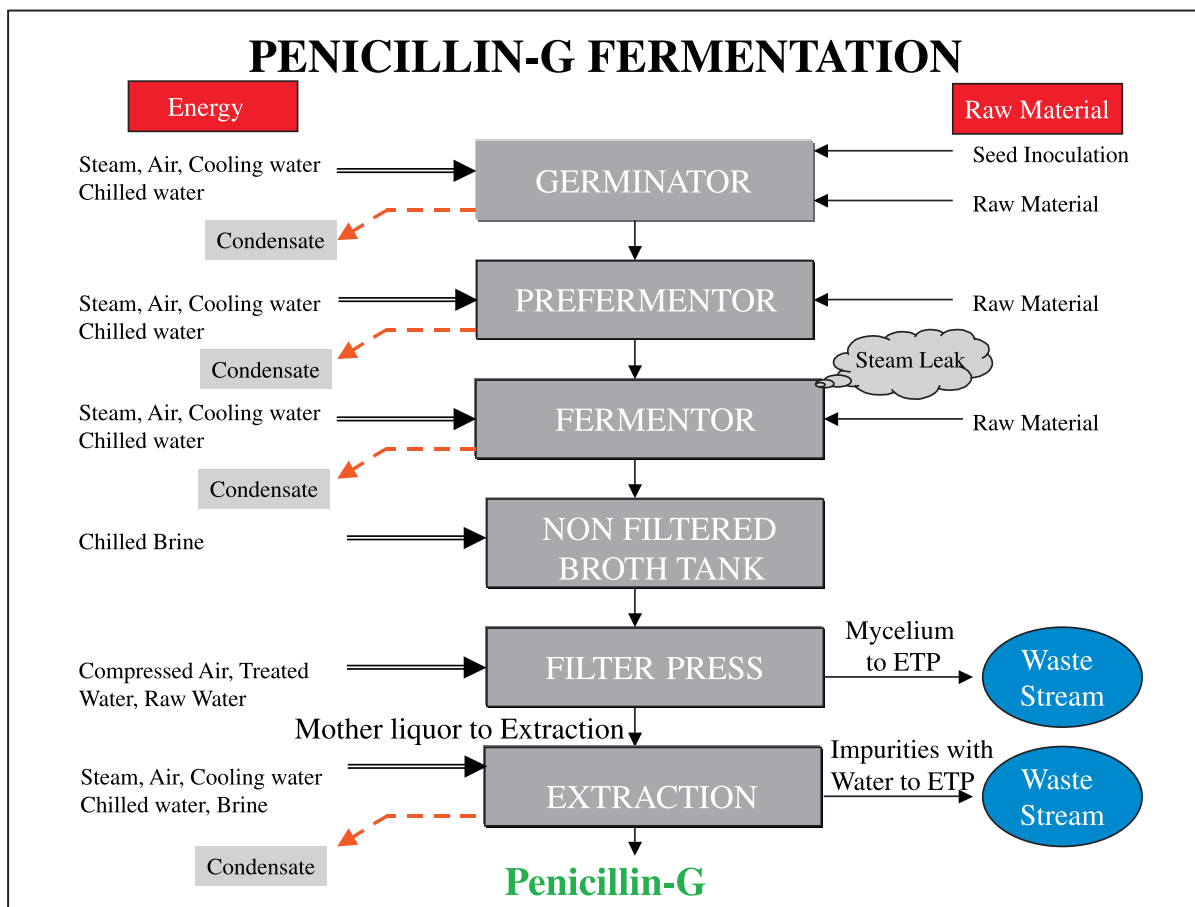 PENICILLIN-G FERMENTATION
Energy
Raw Material
Steam, Air, Cooling water
Chilled water
GERMINATOR
Seed Inoculation
Raw Material
Condensate
Steam, Air, Cooling water
Chilled water
PREFERMENTOR
Raw Material
Condensate
Steam Leak
Steam, Air, Cooling water
Chilled water
FERMENTOR
Raw Material
Condensate
Chilled Brine
NON FILTERED
BROTH TANK
Compressed Air, Treated
Water, Raw Water
FILTER PRESS
Mycelium
to ETP
Waste
Stream
Mother liquor to Extraction
Steam, Air, Cooling water
Chilled water, Brine
EXTRACTION
Impurities with
Water to ETP
Waste
Stream
Condensate
Penicillin-G